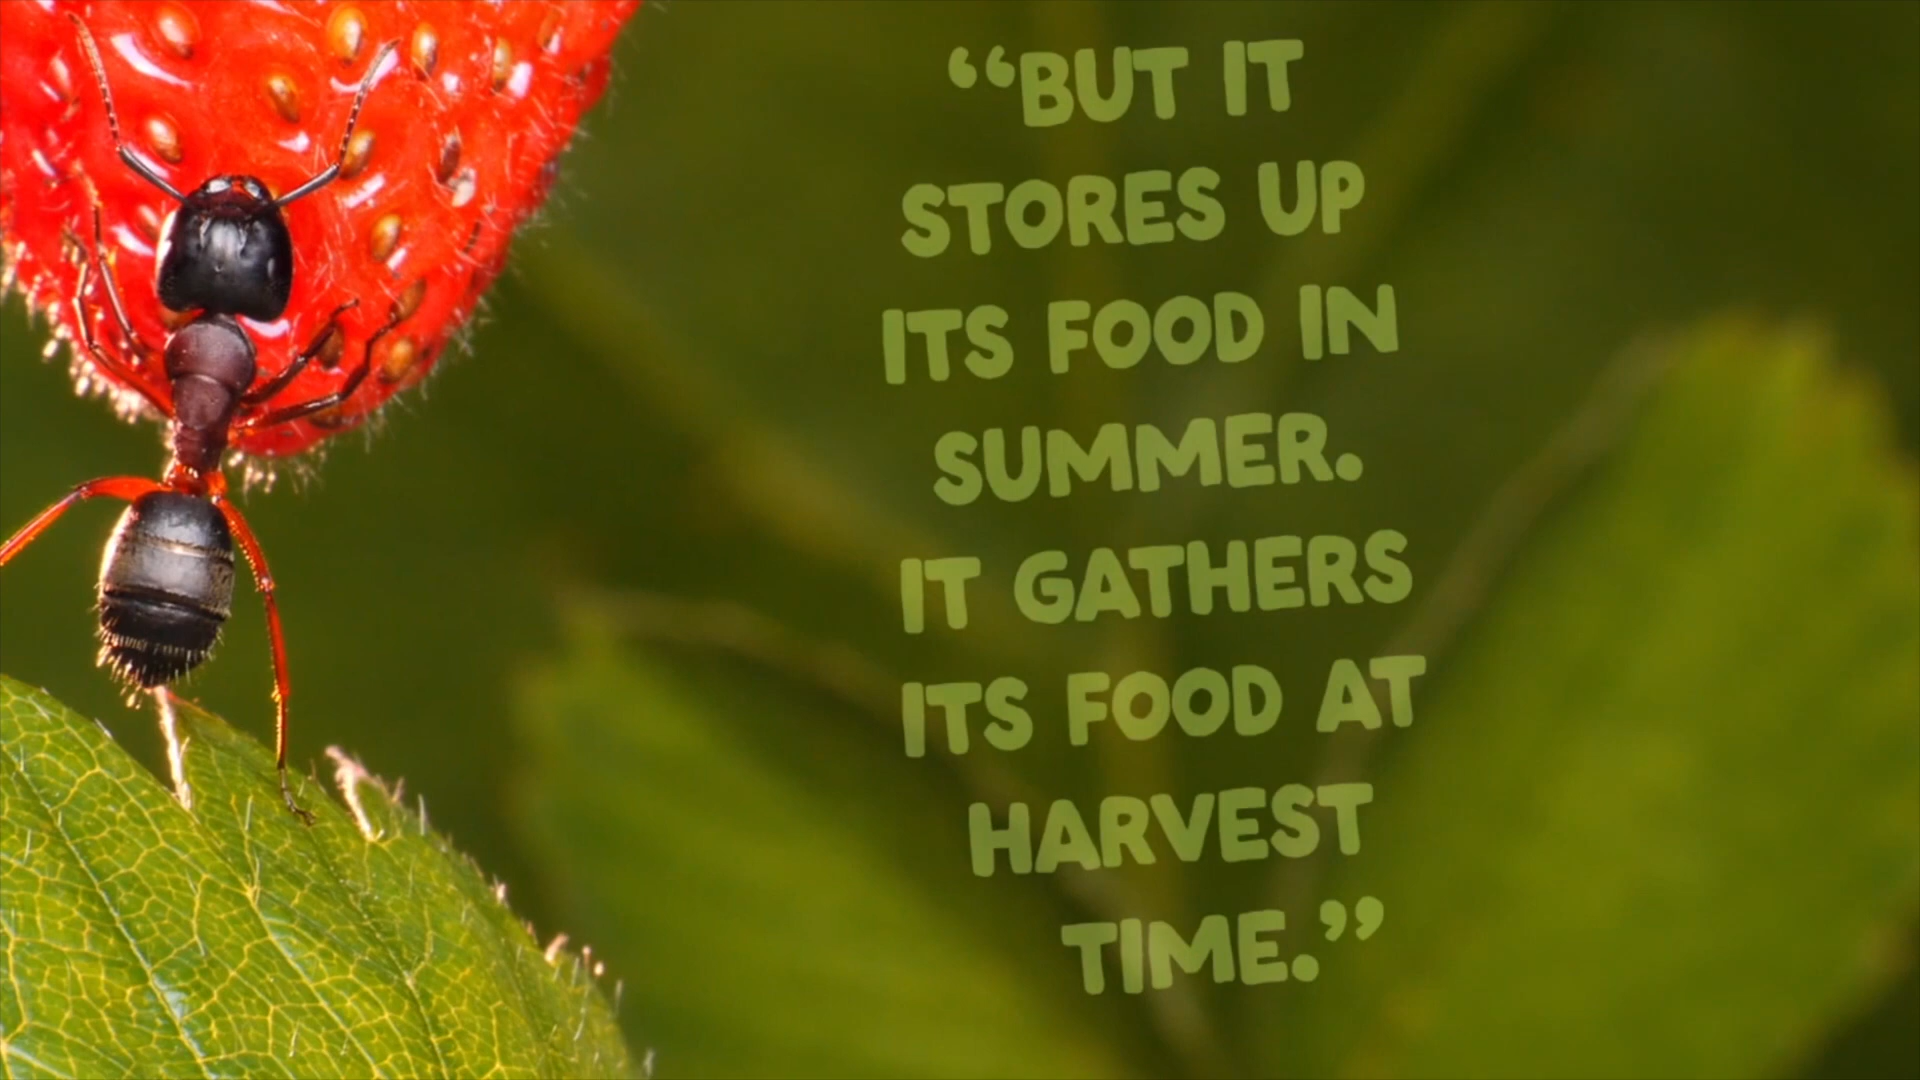 “BUT IT
STORES UP
ITS FOOD IN
SUMMER.
IT GATHERS
ITS FOOD AT
HARVEST
TIME.”